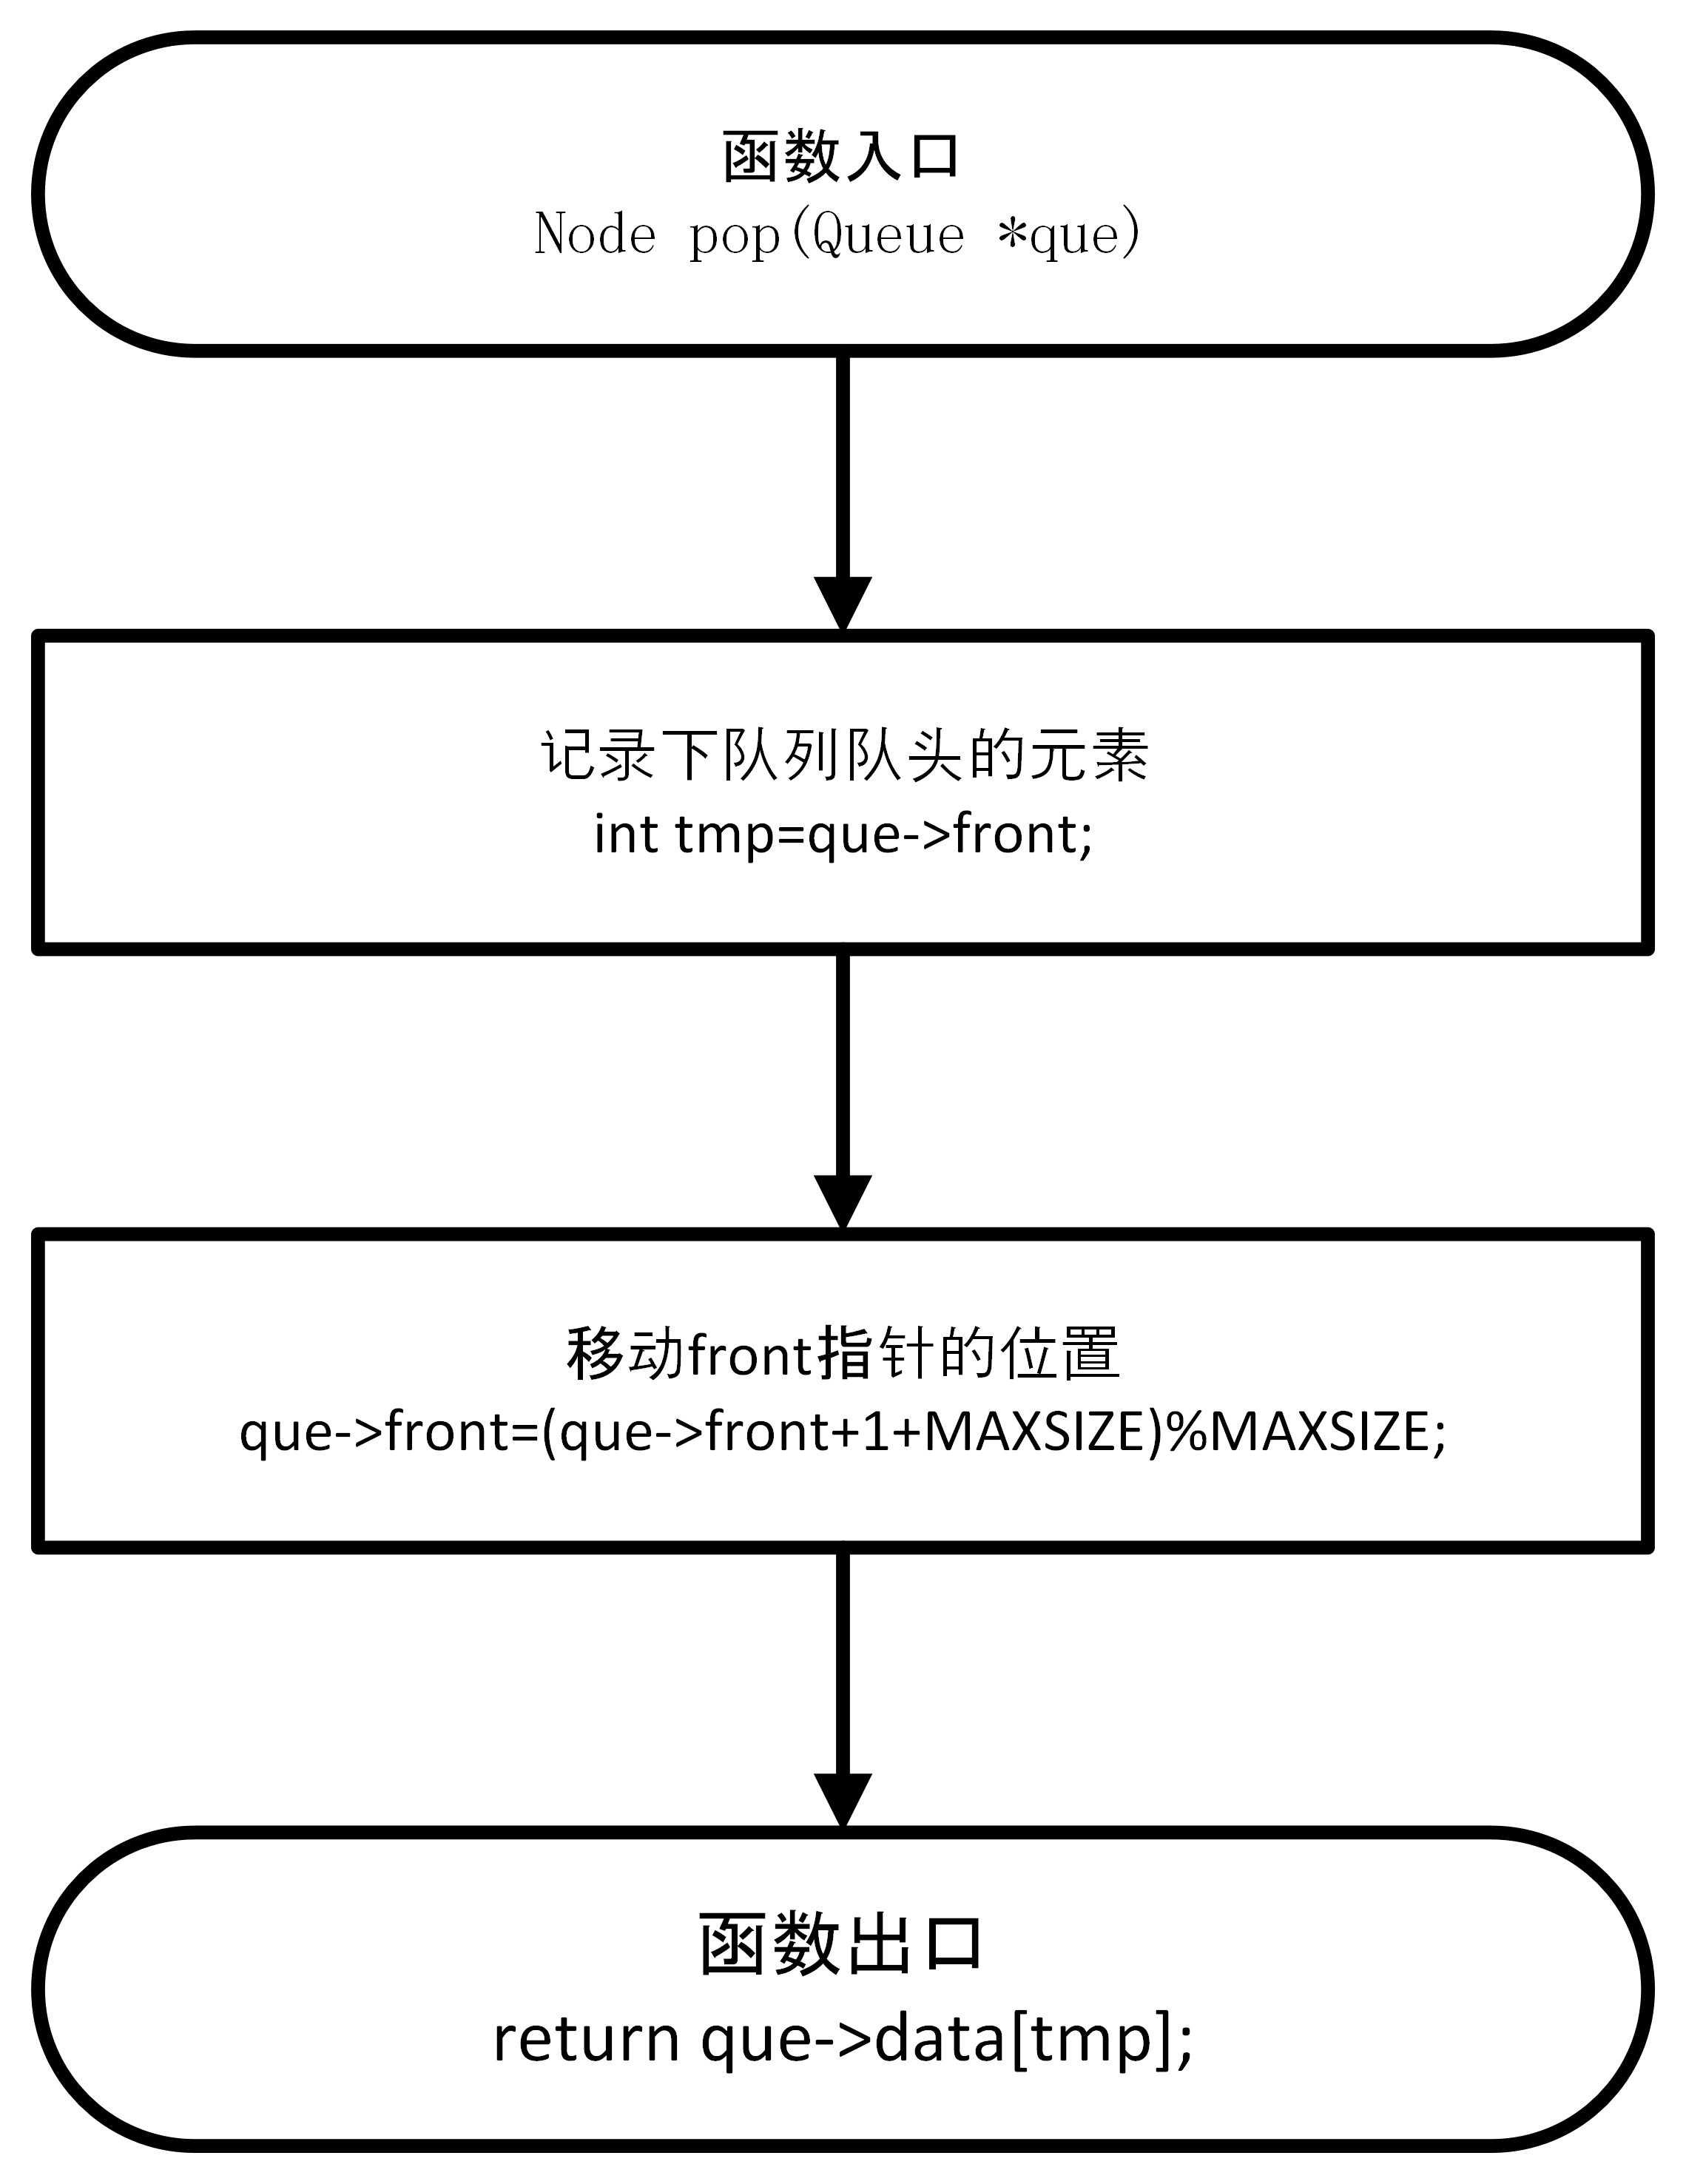 函数入口
Node pop(Queue *que)
记录下队列队头的元素
int tmp=que->front;
移动front指针的位置
que->front=(que->front+1+MAXSIZE)%MAXSIZE;
函数出口
return que->data[tmp];